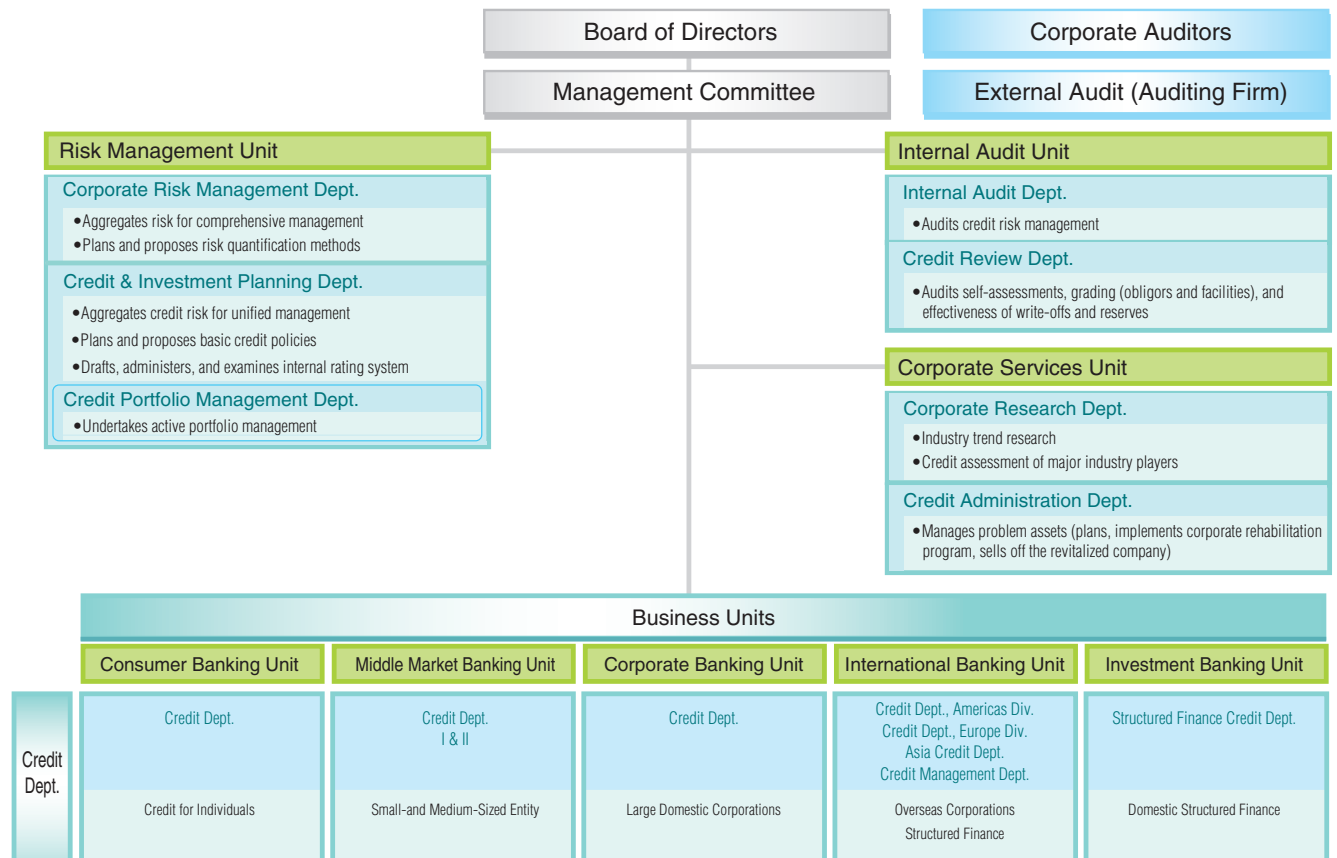 Board of Directors
Corporate Auditors
Management Committee
External Audit (Auditing Firm)
Risk Management Unit
Corporate Risk Management Dept.
•Aggregates risk for comprehensive management
•Plans and proposes risk quantification methods
Credit & Investment Planning Dept.
•Aggregates credit risk for unified management
•Plans and proposes basic credit policies
•Drafts, administers, and examines internal rating system
Credit Portfolio Management Dept.
•Undertakes active portfolio management
Internal Audit Unit
Internal Audit Dept.
•Audits credit risk management
Credit Review Dept.
•Audits self-assessments, grading (obligors and facilities), and
effectiveness of write-offs and reserves
Corporate Services Unit
Corporate Research Dept.
•Industry trend research
•Credit assessment of major industry players
Credit Administration Dept.
•Manages problem assets (plans, implements corporate rehabilitation
program, sells off the revitalized company)
Business Units
Consumer Banking Unit
Middle Market Banking Unit
Corporate Banking Unit
International Banking Unit
Investment Banking Unit
Credit
Dept.
Credit Dept.
Credit Dept.
I & II
Credit Dept.
Credit Dept., Americas Div.
Credit Dept., Europe Div.
Asia Credit Dept.
Credit Management Dept.
Structured Finance Credit Dept.
Credit for Individuals
Small-and Medium-Sized Entity
Large Domestic Corporations
Overseas Corporations
Structured Finance
Domestic Structured Finance